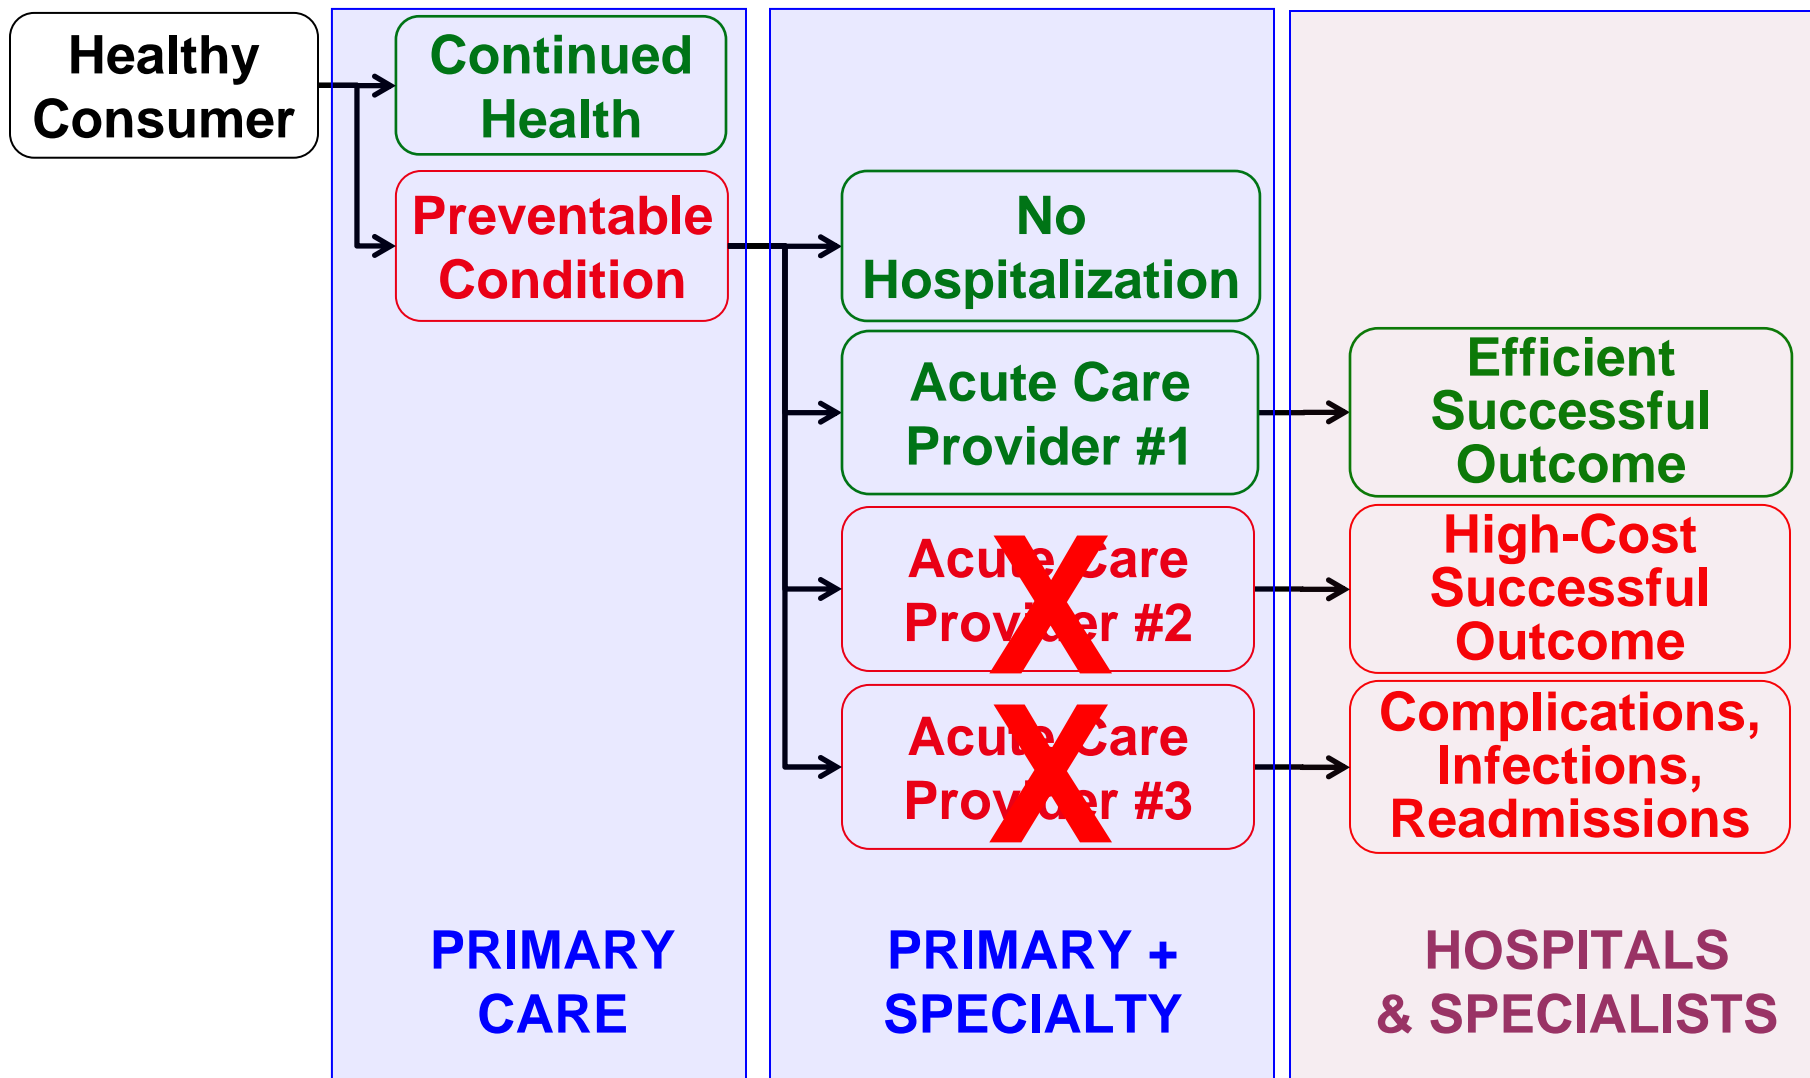 Healthy
Consumer
Continued
Health
Preventable
Condition
No
Hospitalization
Acute Care
Provider #1
Acute Care
Provider #2
X
Acute Care
Provider #3
X
Efficient
Successful
Outcome
High-Cost
Successful
Outcome
Complications,
Infections,
Readmissions
PRIMARY
CARE
PRIMARY +
SPECIALTY
HOSPITALS
& SPECIALISTS